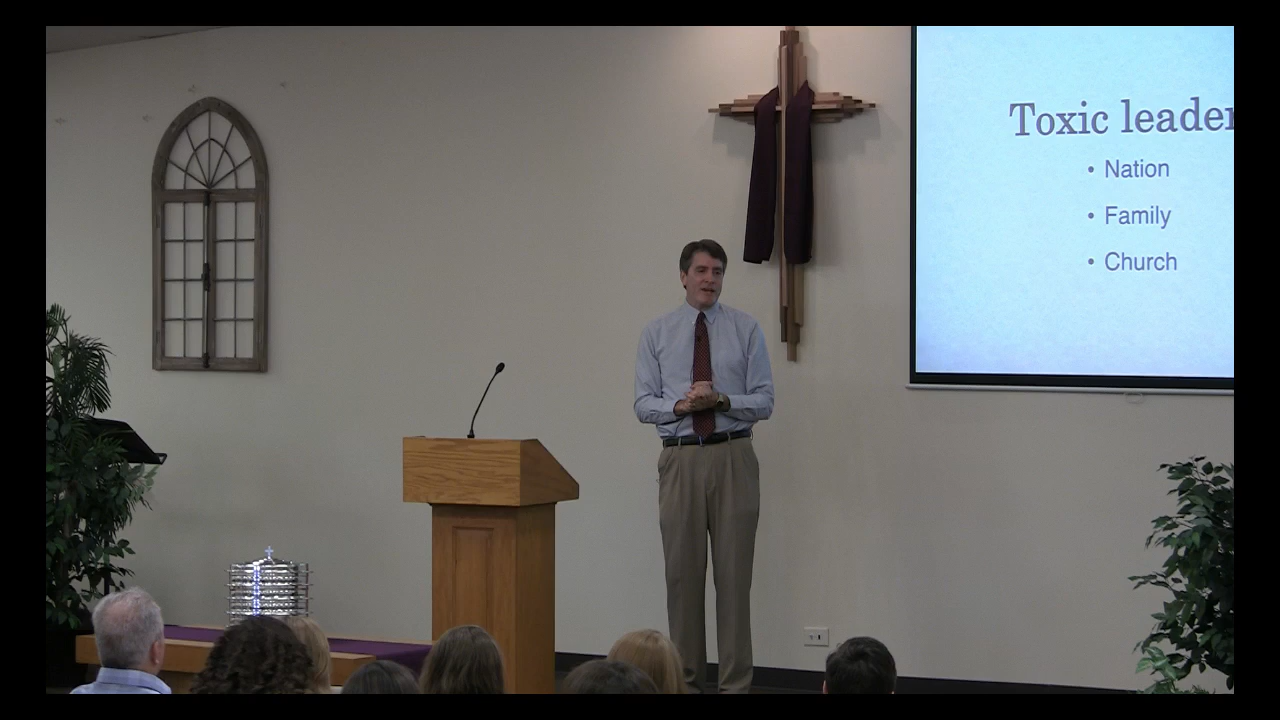 Toxic leader
• Nation
• Family
• Church